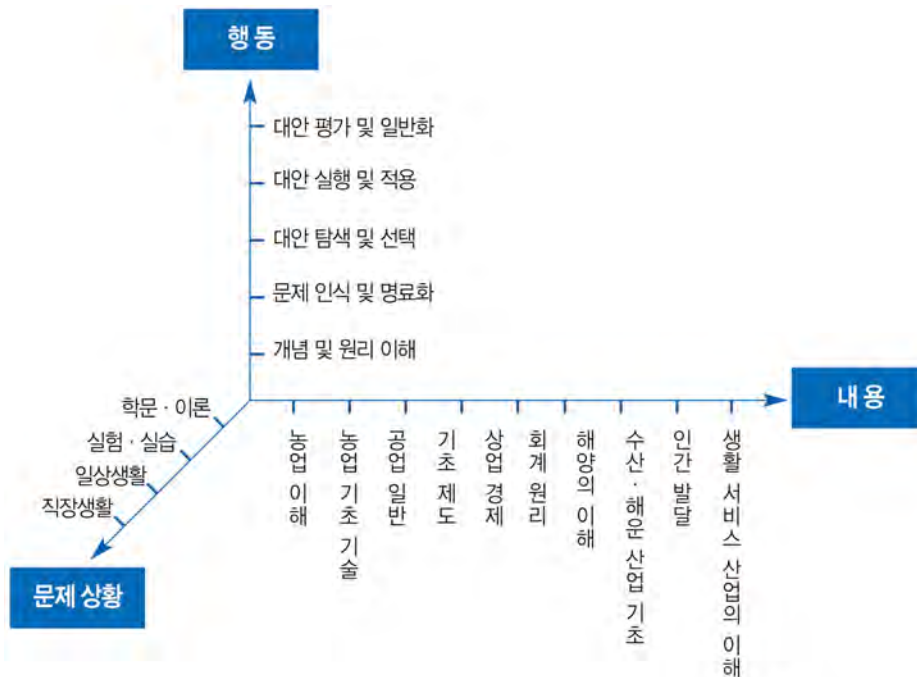 행동
대안 평가 및 일반화
대안 실행 및 적용
대안 탐색 및 선택
문제 인식 및 명료화
개념 및 원리 이해
학문 · 이론
실험 · 실습
일상생활
직장생활
문제 상황
내용
농업 이해
농업 기초 기술
공업 일반
기초 제도
상업 경제
회계 원리
해양의 이해
수산 · 해운 산업 기초
인간 발달
생활 서비스 산업의 이해